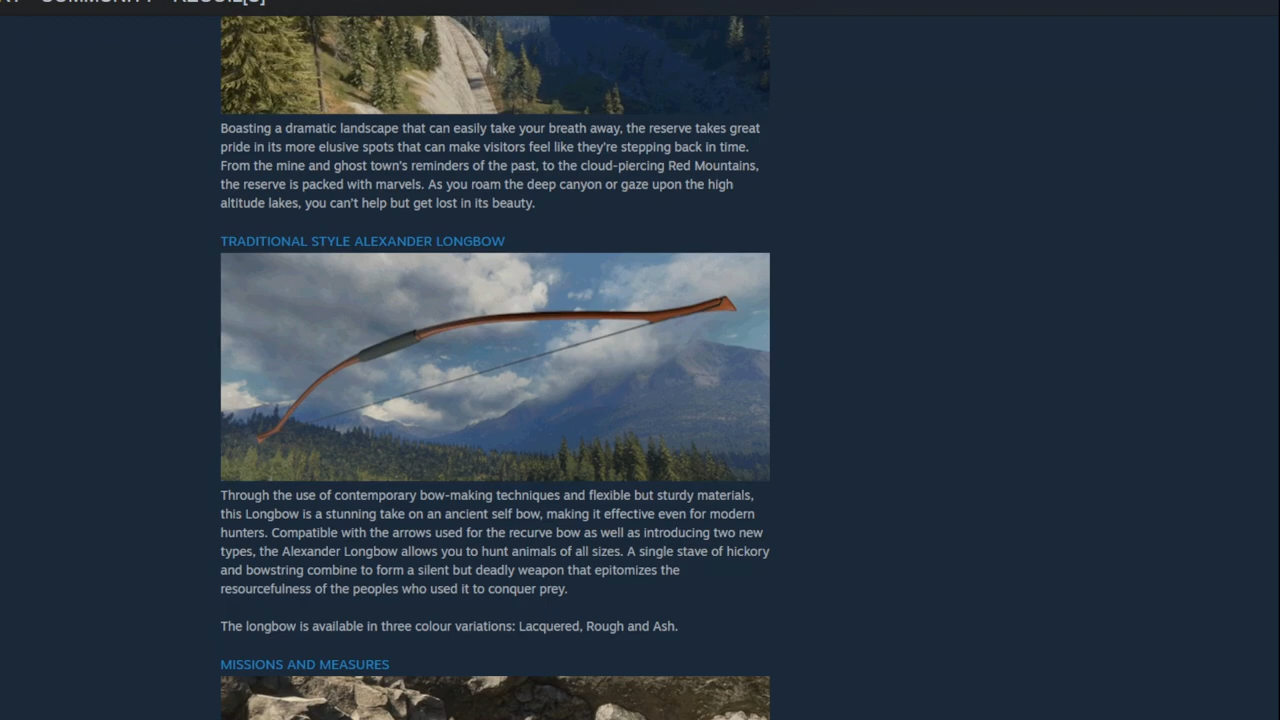 COMMUNITY
Boasting a dramatic landscape that can easily take your breath away, the reserve takes great
pride in its more elusive spots that can make visitors feel like they're stepping back in time.
From the mine and ghost town's reminders of the past, to the cloud-piercing Red Mountains,
the reserve is packed with marvels. As you roam the deep canyon or gaze upon the high
altitude lakes, you can't help but get lost in its beauty.
TRADITIONAL STYLE ALEXANDER LONGBOW
Through the use of contemporary bow-making techniques and flexible but sturdy materials,
this Longbow is a stunning take on an ancient self bow, making it effective even for modern
hunters. Compatible with the arrows used for the recurve bow as well as introducing two new
types, the Alexander Longbow allows you to hunt animals of all sizes. A single stave of hickory
and bowstring combine to form a silent but deadly weapon that epitomizes the
resourcefulness of the peoples who used it to conquer prey.
The longbow is available in three colour variations: Lacquered, Rough and Ash.
MISSIONS AND MEASURES